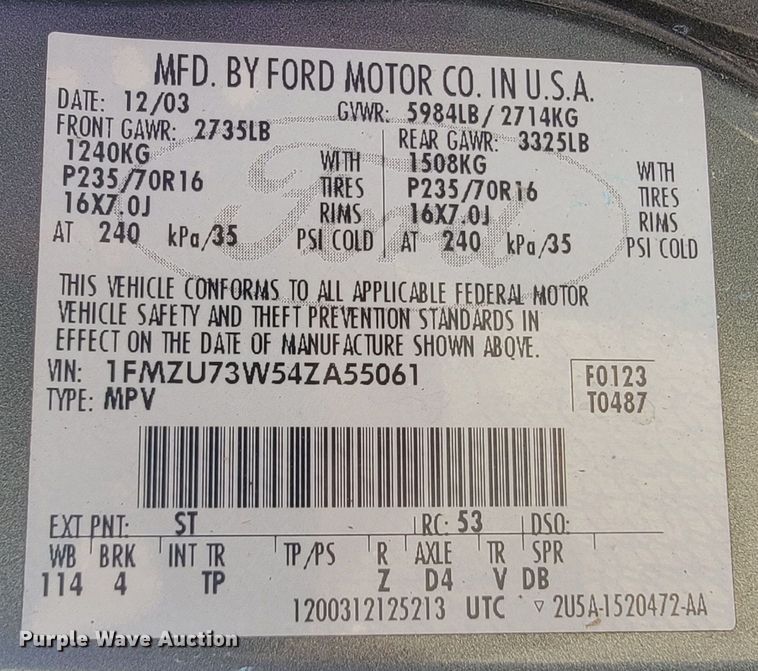 MFD. BY FORD MOTOR CO. IN U.S.A.
DATE: 12/03 GVWR: 5984LB/ 2714KG
FRONT GAWR: 2735LB REAR GAWR: 3325LB
1240KG WITH 1508KG WITH
P235/70R16 TIRES P235/70R16 TIRES
16X7.0J RIMS 16X7.0J RIMS
AT 240 kPa/35 PSI COLD AT 240 kPa/35 PSI COLD
Ford
THIS VEHICLE CONFORMS TO ALL APPLICABLE FEDERAL MOTOR
VEHICLE SAFETY AND THEFT PREVENTION STANDARDS IN
EFFECT ON THE DATE OF MANUFACTURE SHOWN ABOVE.
VIN: 1FMZU73W54ZA55061 F0123
TYPE: MPV T0487
EXT PNT: ST RC: 53 DSO:
WB BRK INT TR TP/PS R AXLE TR SPR
114 4 TP Z D4 V DB
1200312125213 UTC ▽ 2U5A-1520472-AA
Purple Wave Auction